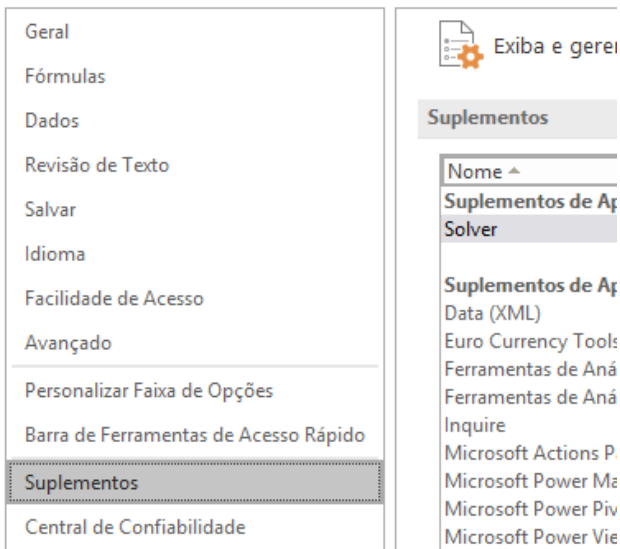 Geral
Fórmulas
Dados
Revisão de Texto
Salvar
Idioma
Facilidade de Acesso
Avançado
Personalizar Faixa de Opções
Barra de Ferramentas de Acesso Rápido
Suplementos
Central de Confiabilidade
Exiba e geren
Suplementos
Nome
Suplementos de Ap
Solver
Suplementos de Ap
Data (XML)
Euro Currency Tools
Ferramentas de Aná
Ferramentas de Aná
Inquire
Microsoft Actions Pa
Microsoft Power Ma
Microsoft Power Piv
Microsoft Power Vie